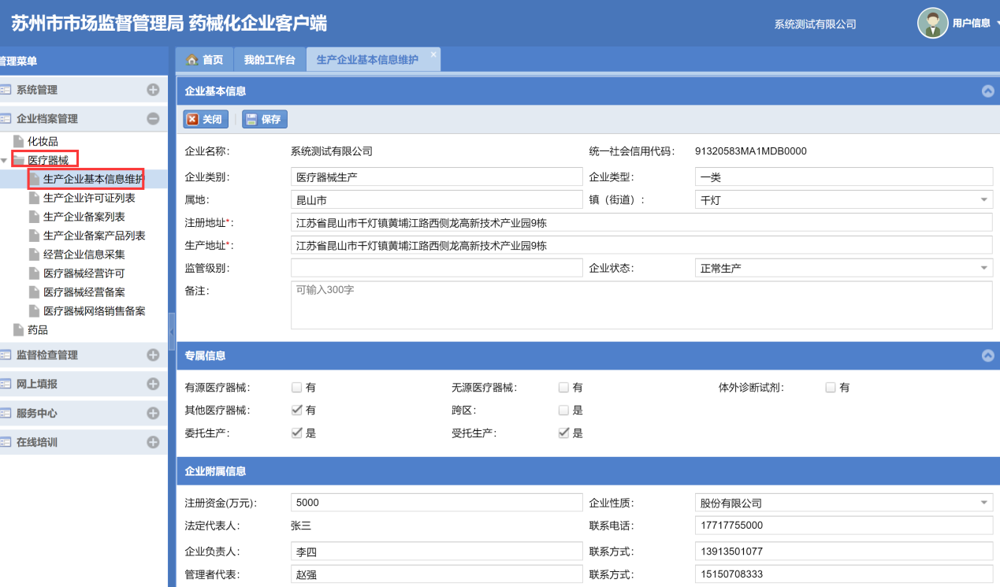 苏州市市场监督管理局 药械化企业客户端
系统测试有限公司
用户信息
管理菜单
首页 我的工作台 生产企业基本信息维护
系统管理
企业档案管理
化妆品
医疗器械
生产企业基本信息维护
生产企业许可证列表
生产企业备案列表
生产企业备案产品列表
经营企业信息采集
医疗器械经营许可
医疗器械经营备案
医疗器械网络销售备案
药品
监督检查管理
网上填报
服务中心
在线培训
企业基本信息
关闭 保存
企业名称: 系统测试有限公司 统一社会信用代码: 91320583MA1MDB0000
企业类别: 医疗器械生产 企业类型: 一类
属地: 昆山市 镇（街道）: 千灯
注册地址*: 江苏省昆山市千灯镇黄埔江路西侧龙高新技术产业园9栋
生产地址*: 江苏省昆山市千灯镇黄埔江路西侧龙高新技术产业园9栋
监管级别: 企业状态: 正常生产
备注: 可输入300字
专属信息
有源医疗器械: 有 无源医疗器械: 有 体外诊断试剂: 有
其他医疗器械: 有 跨区: 是
委托生产: 是 受托生产: 是
企业附属信息
注册资金(万元): 5000 企业性质: 股份有限公司
法定代表人: 张三 联系电话: 17717755000
企业负责人: 李四 联系方式: 13913501077
管理者代表: 赵强 联系方式: 15150708333